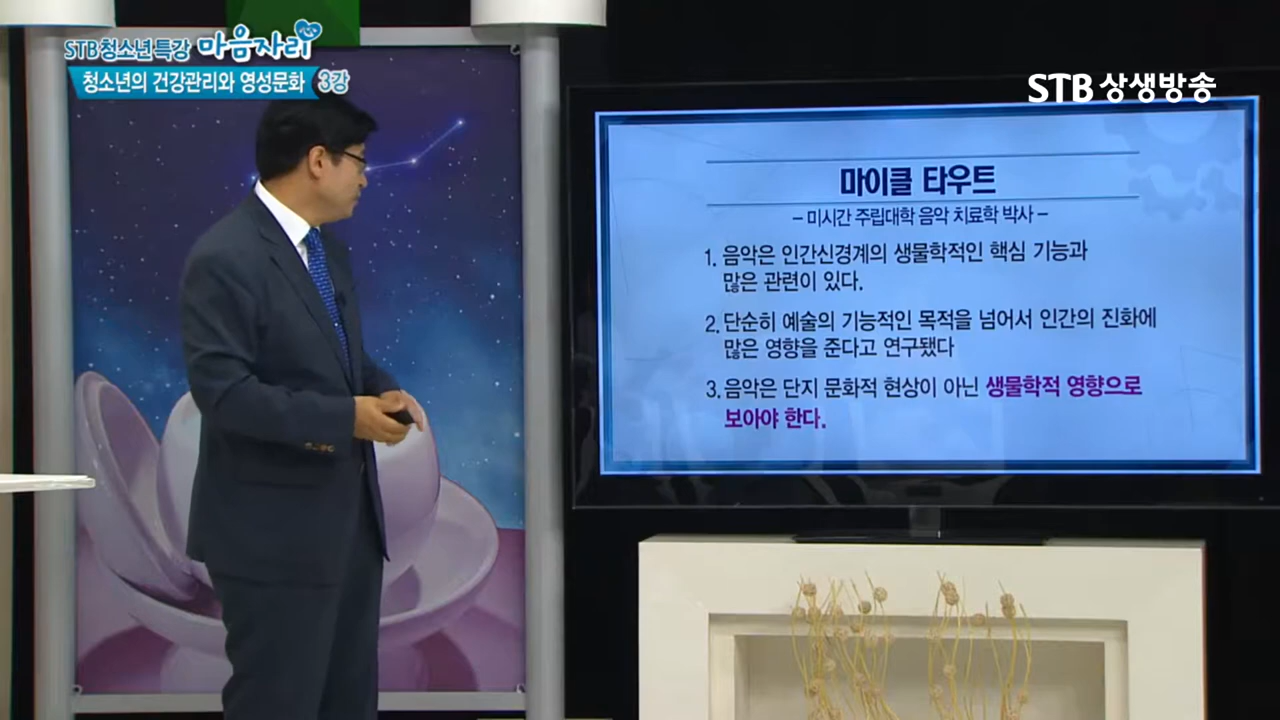 STB 청소년 특강 마음자리
청소년의 건강관리와 영성문화 3강
STB 상생방송
마이클 타우트
– 미시간 주립대학 음악 치료학 박사 –
1. 음악은 인간신경계의 생물학적인 핵심 기능과
많은 관련이 있다.
2. 단순히 예술의 기능적인 목적을 넘어서 인간의 진화에
많은 영향을 준다고 연구됐다
3. 음악은 단지 문화적 현상이 아닌 생물학적 영향으로
보아야 한다.